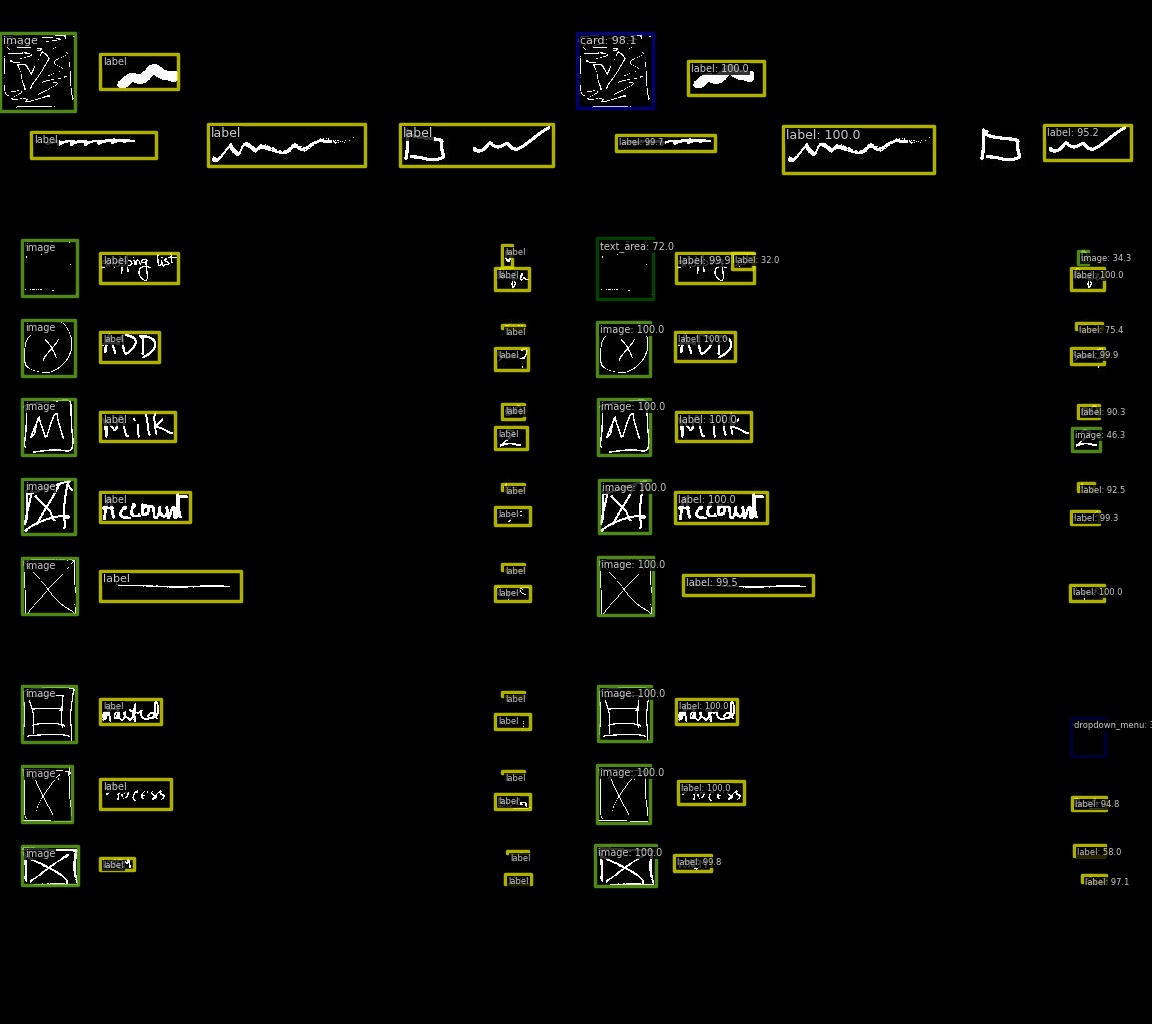 image card: 98.1
label label: 100.0
label label label label: 99.7 label: 100.0 label: 95.2
image label label text_area: 72.0 label: 99.9 label: 32.0 image: 34.3
list
label label: 100.0
image label label image: 100.0 label: 100.0 label: 75.4
label label: 99.9
image label label image: 100.0 label: 100.0 label: 90.3
M Milk M Milk
label image: 46.3
image label label image: 100.0 label: 100.0 label: 92.5
Account Account
label label: 99.3
image label label image: 100.0 label: 99.5
label label: 100.0
image label label image: 100.0 label: 100.0
label dropdown_menu:
image label label image: 100.0 label: 100.0
label label: 94.8
image label label image: 100.0 label: 99.8 label: 58.0
label label: 97.1